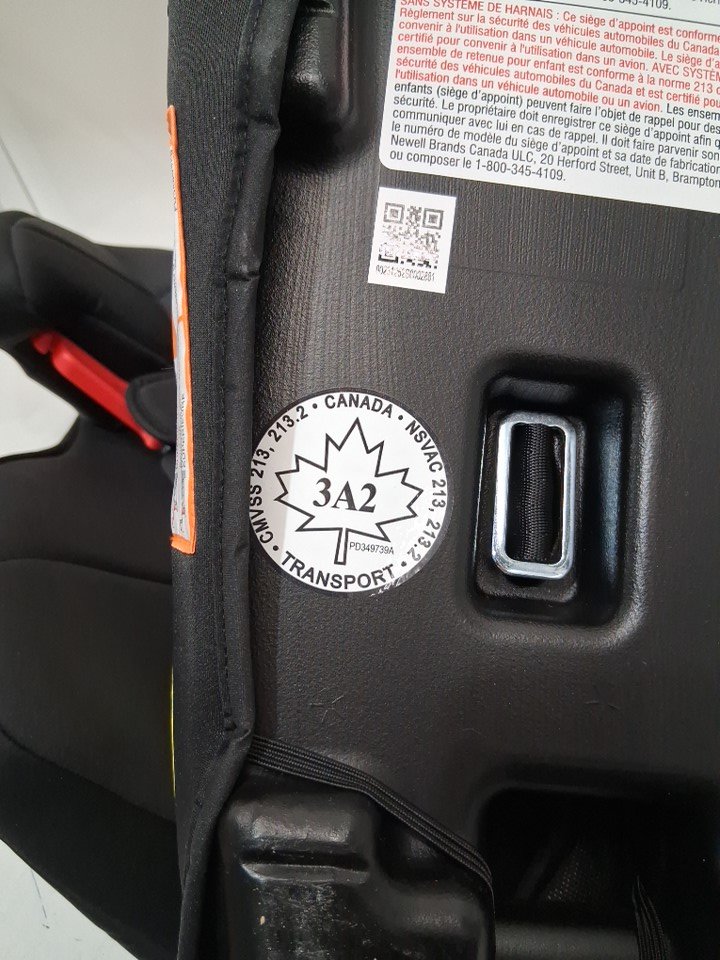 345-4109.
SANS SYSTÈME DE HARNAIS : Ce siège d'appoint est conforme
Règlement sur la sécurité des véhicules automobiles du Canada
convenir à l'utilisation dans un véhicule automobile. Le siège d'a
certifié pour convenir à l'utilisation dans un avion. AVEC SYSTÈ
ensemble de retenue pour enfant est conforme à la norme 213 d
sécurité des véhicules automobiles du Canada et est certifié pour
l'utilisation dans un véhicule automobile ou un avion. Les ensem
enfants (siège d'appoint) peuvent faire l'objet de rappel pour des
sécurité. Le propriétaire doit enregistrer ce siège d'appoint afin q
communiquer avec lui en cas de rappel. Il doit faire parvenir son
le numéro de modèle du siège d'appoint et sa date de fabrication
Newell Brands Canada ULC, 20 Herford Street, Unit B, Brampton
ou composer le 1-800-345-4109.
• CMVSS 213, 213.2 • CANADA • NSVAC 213, 213.2 •
3A2
PD349739A
TRANSPORT